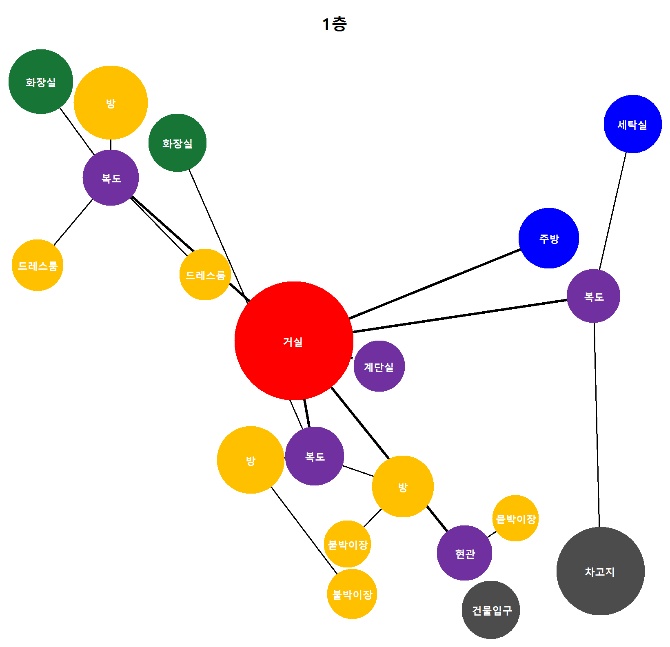 1층
화장실
방
세탁실
화장실
복도
주방
드레스룸
드레스룸
복도
거실
계단실
방
복도
방
붙박이장
붙박이장
현관
차고지
붙박이장
건물입구